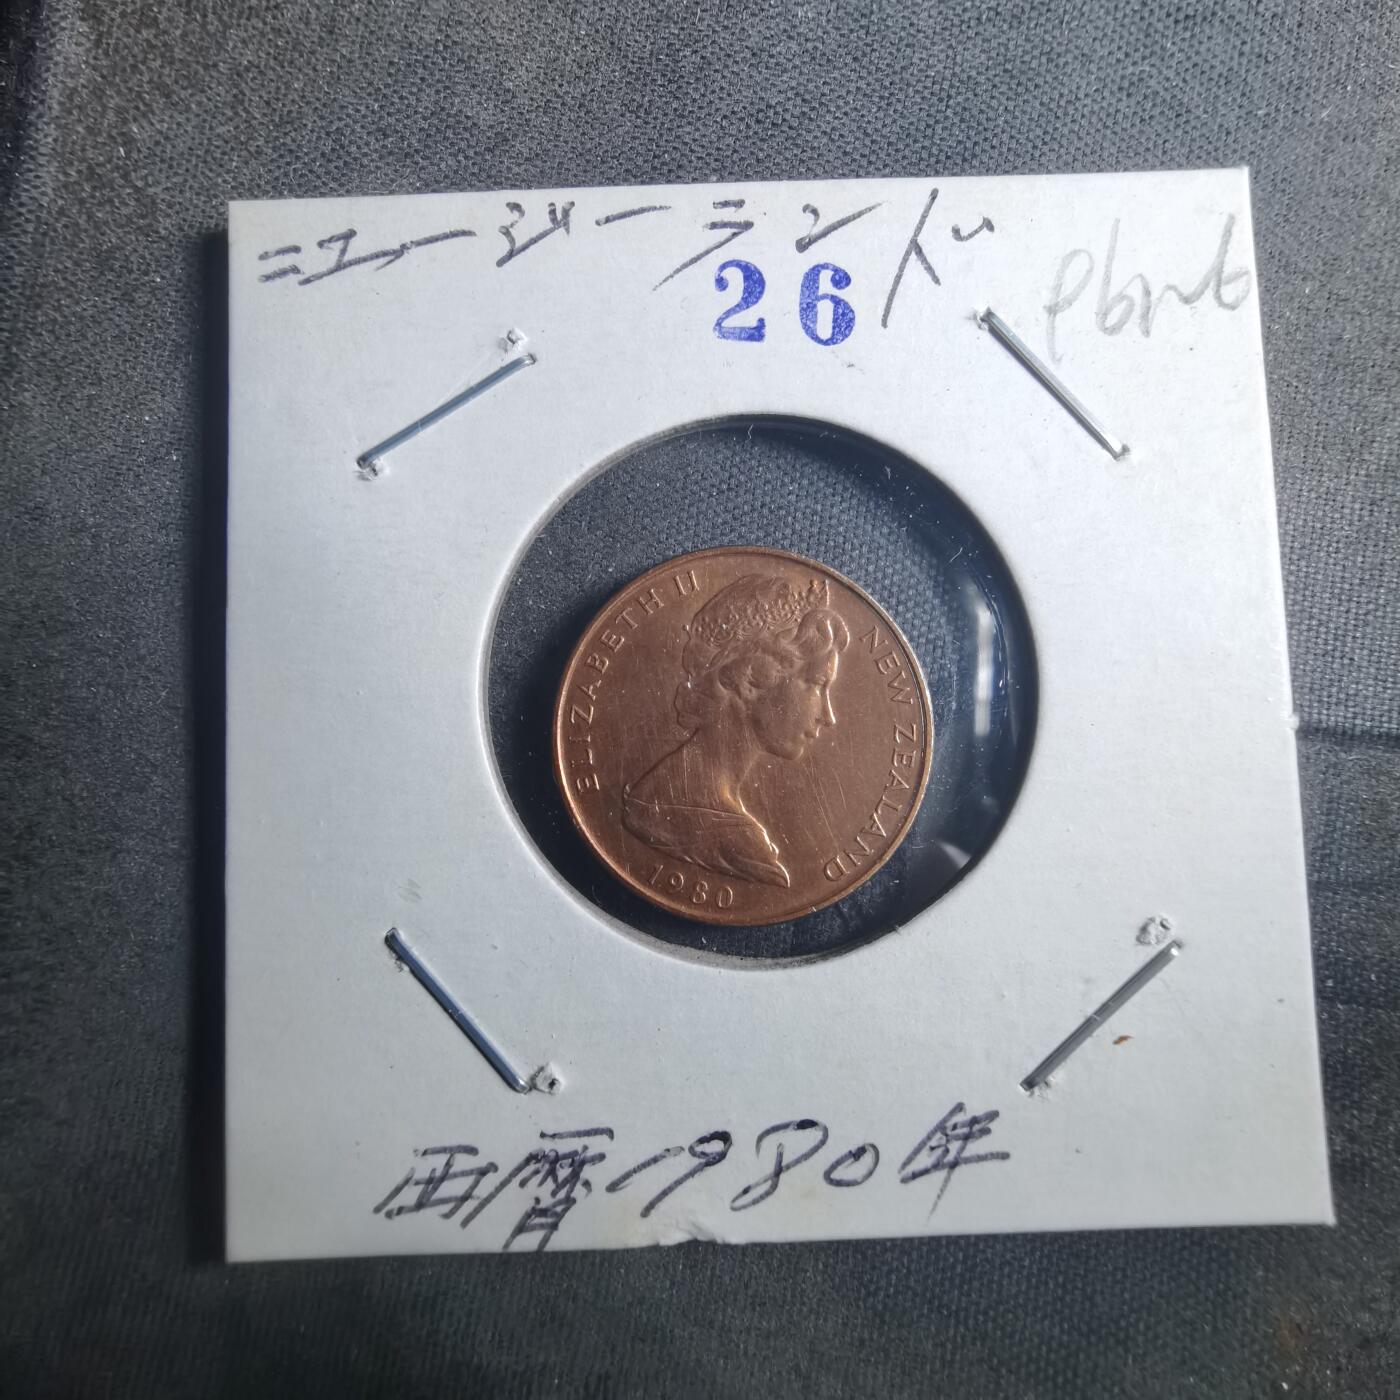 ニュージーランド
26
ELIZABETH II
NEW ZEALAND
1980
西暦1980年